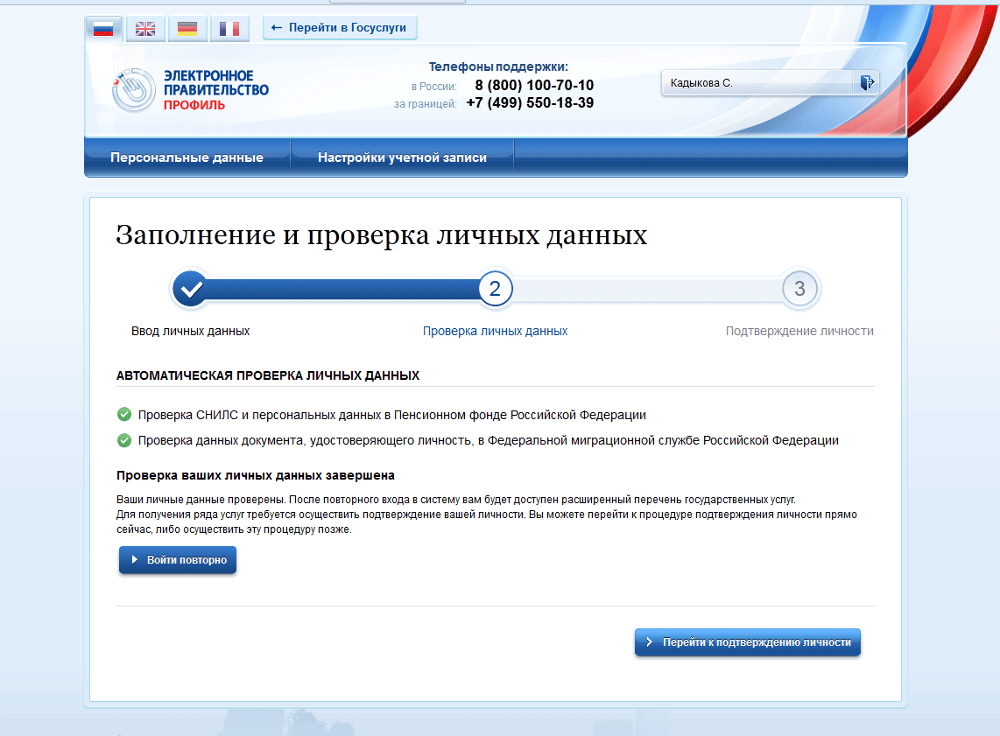 ← Перейти в Госуслуги
ЭЛЕКТРОННОЕ
ПРАВИТЕЛЬСТВО
ПРОФИЛЬ
Телефоны поддержки:
в России: 8 (800) 100-70-10
за границей: +7 (499) 550-18-39
Кадыкова С.
Персональные данные
Настройки учетной записи
Заполнение и проверка личных данных
2
3
Ввод личных данных
Проверка личных данных
Подтверждение личности
АВТОМАТИЧЕСКАЯ ПРОВЕРКА ЛИЧНЫХ ДАННЫХ
Проверка СНИЛС и персональных данных в Пенсионном фонде Российской Федерации
Проверка данных документа, удостоверяющего личность, в Федеральной миграционной службе Российской Федерации
Проверка ваших личных данных завершена
Ваши личные данные проверены. После повторного входа в систему вам будет доступен расширенный перечень государственных услуг.
Для получения ряда услуг требуется осуществить подтверждение вашей личности. Вы можете перейти к процедуре подтверждения личности прямо
сейчас, либо осуществить эту процедуру позже.
Войти повторно
Перейти к подтверждению личности